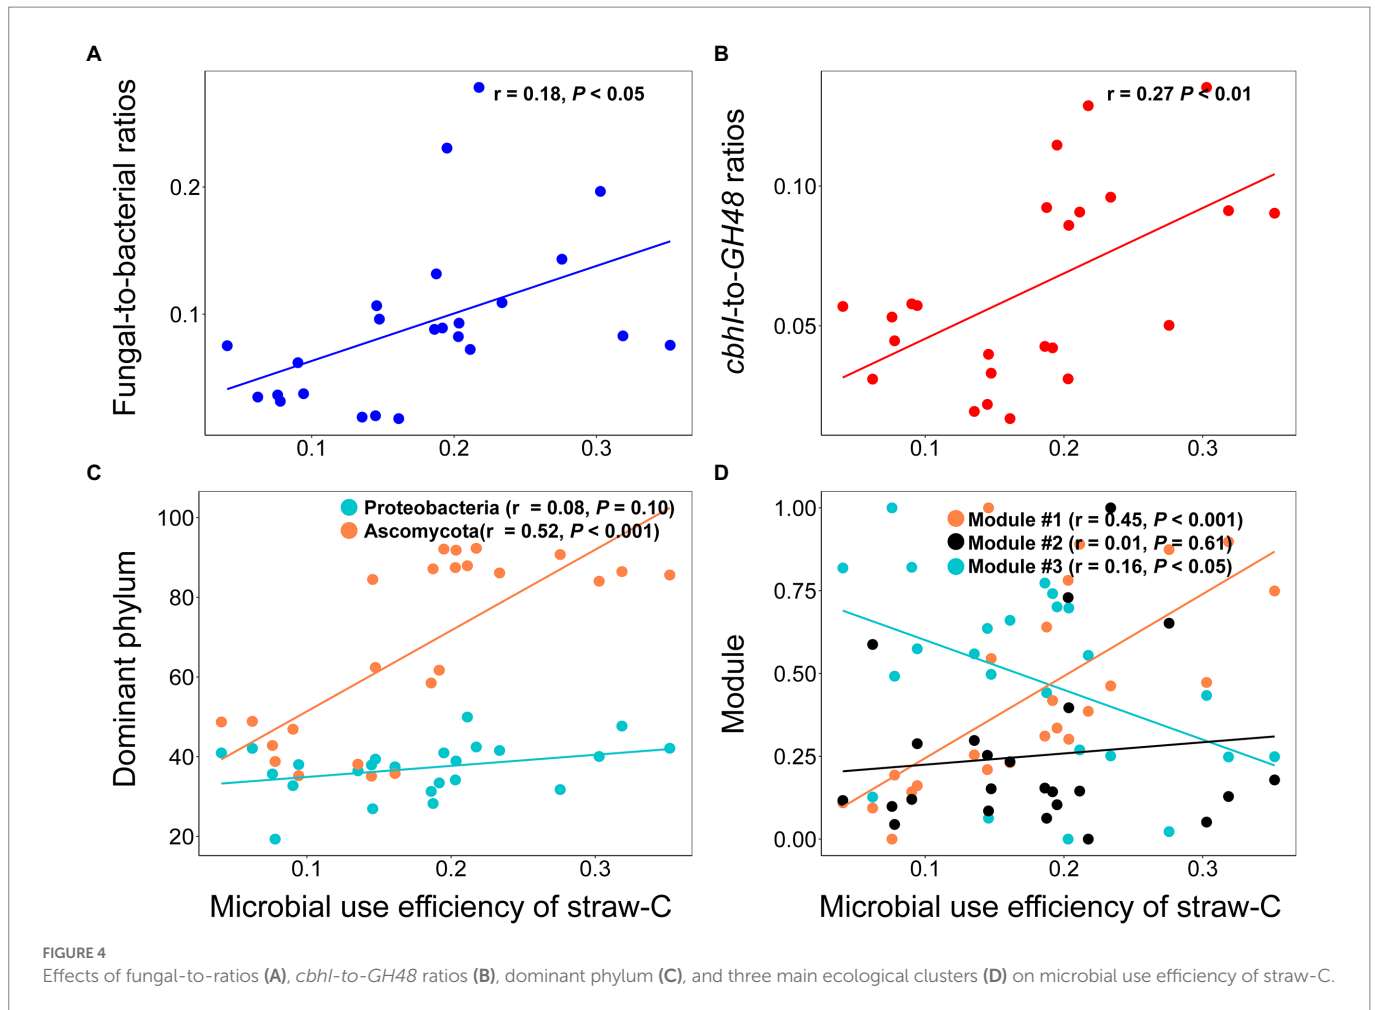 A
Fungal-to-bacterial ratios
r = 0.18, P < 0.05
0.2
0.1
0.1 0.2 0.3
B
cbhI-to-GH48 ratios
r = 0.27 P < 0.01
0.10
0.05
0.1 0.2 0.3
C
Dominant phylum
Proteobacteria (r = 0.08, P = 0.10)
Ascomycota(r = 0.52, P < 0.001)
100
80
60
40
20
0.1 0.2 0.3
Microbial use efficiency of straw-C
D
Module
Module #1 (r = 0.45, P < 0.001)
Module #2 (r = 0.01, P = 0.61)
Module #3 (r = 0.16, P < 0.05)
1.00
0.75
0.50
0.25
0.00
0.1 0.2 0.3
Microbial use efficiency of straw-C
FIGURE 4
Effects of fungal-to-ratios (A), cbhI-to-GH48 ratios (B), dominant phylum (C), and three main ecological clusters (D) on microbial use efficiency of straw-C.